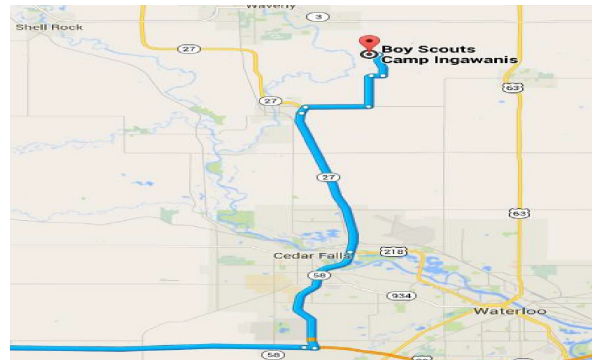 Waverly
3
Shell Rock
27
Boy Scouts
Camp Ingawanis
63
27
27
63
Cedar Falls
218
58
934
Waterloo
58